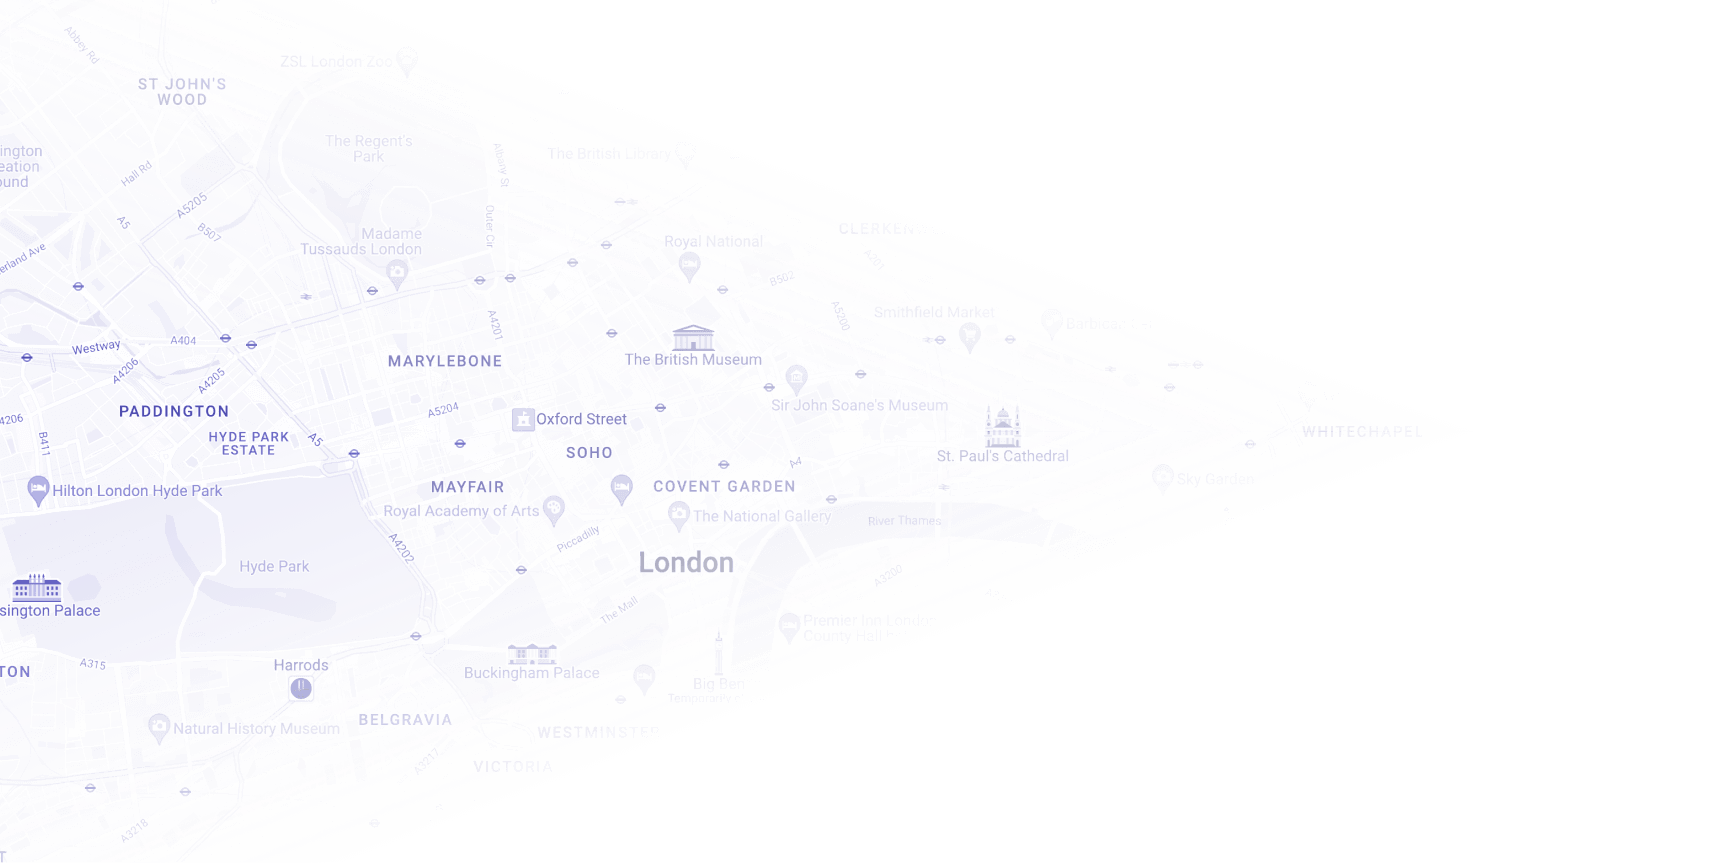 Abbey Rd
ZSL London Zoo
ST JOHN'S
WOOD
The Regent's
Park
The British Library
Albany St
ington
eation
ound
Hall Rd
A5205
A5
B507
Outer Cir
Madame
Tussauds London
Royal National
CLERKEN
A201
erland Ave
B502
A4201
A5200
Smithfield Market
Barbican
Westway
A404
A4206
A4205
MARYLEBONE
The British Museum
PADDINGTON
A5204
Oxford Street
Sir John Soane's Museum
4206
B411
HYDE PARK
ESTATE
A5
SOHO
St. Paul's Cathedral
WHITECHAPEL
Hilton London Hyde Park
MAYFAIR
COVENT GARDEN
A4
Sky Garden
Royal Academy of Arts
The National Gallery
River Thames
Piccadilly
A4202
London
Hyde Park
A3200
sington Palace
The Mall
Premier Inn London
County Hall h
A315
Harrods
Buckingham Palace
Big Ben
TON
Natural History Museum
BELGRAVIA
WESTMINSTER
A3217
VICTORIA
A3218
T